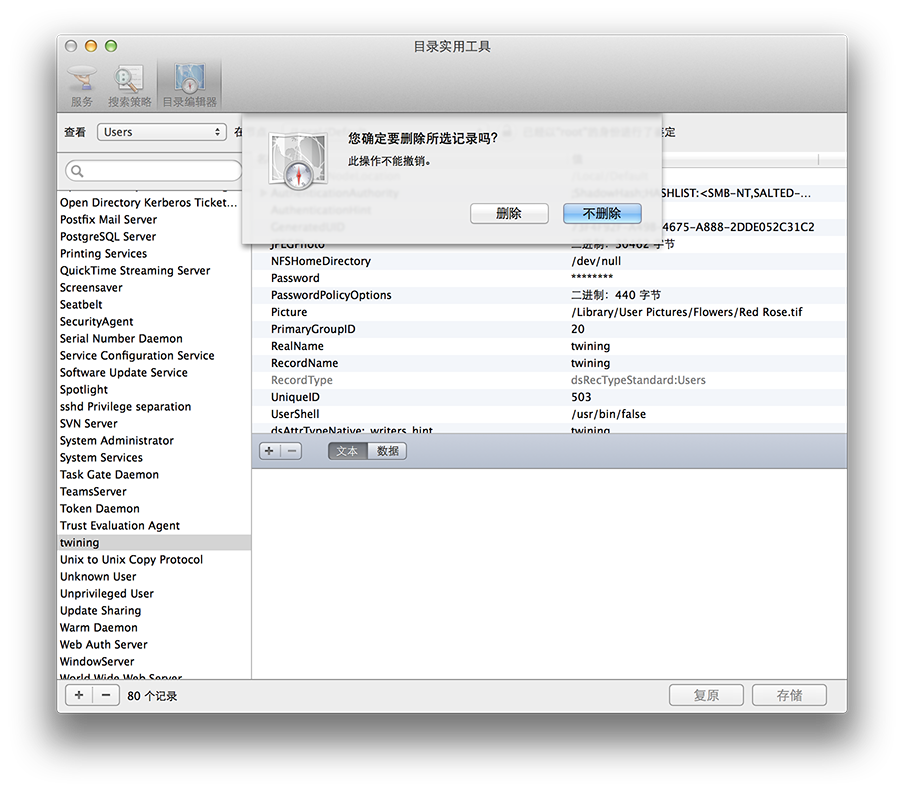 目录实用工具
服务
搜索策略
目录编辑器
查看
Users
您确定要删除所选记录吗?
此操作不能撤销。
删除
不删除
Open Directory Kerberos Ticket...
Postfix Mail Server
PostgreSQL Server
Printing Services
QuickTime Streaming Server
Screensaver
Seatbelt
SecurityAgent
Serial Number Daemon
Service Configuration Service
Software Update Service
Spotlight
sshd Privilege separation
SVN Server
System Administrator
System Services
Task Gate Daemon
TeamsServer
Token Daemon
Trust Evaluation Agent
twining
Unix to Unix Copy Protocol
Unknown User
Unprivileged User
Update Sharing
Warm Daemon
Web Auth Server
WindowServer
World Wide Web Server
AuthenticationAuthority
;ShadowHash;HASHLIST:<SMB-NT,SALTED-...
AuthenticationHint
GeneratedUID
4675-A888-2DDE052C31C2
JPEGPhoto
二进制: 30462 字节
NFSHomeDirectory
/dev/null
Password
********
PasswordPolicyOptions
二进制: 440 字节
Picture
/Library/User Pictures/Flowers/Red Rose.tif
PrimaryGroupID
20
RealName
twining
RecordName
twining
RecordType
dsRecTypeStandard:Users
UniqueID
503
UserShell
/usr/bin/false
dsAttrTypeNative:_writers_hint
twining
+ −
文本
数据
+ −
80 个记录
复原
存储